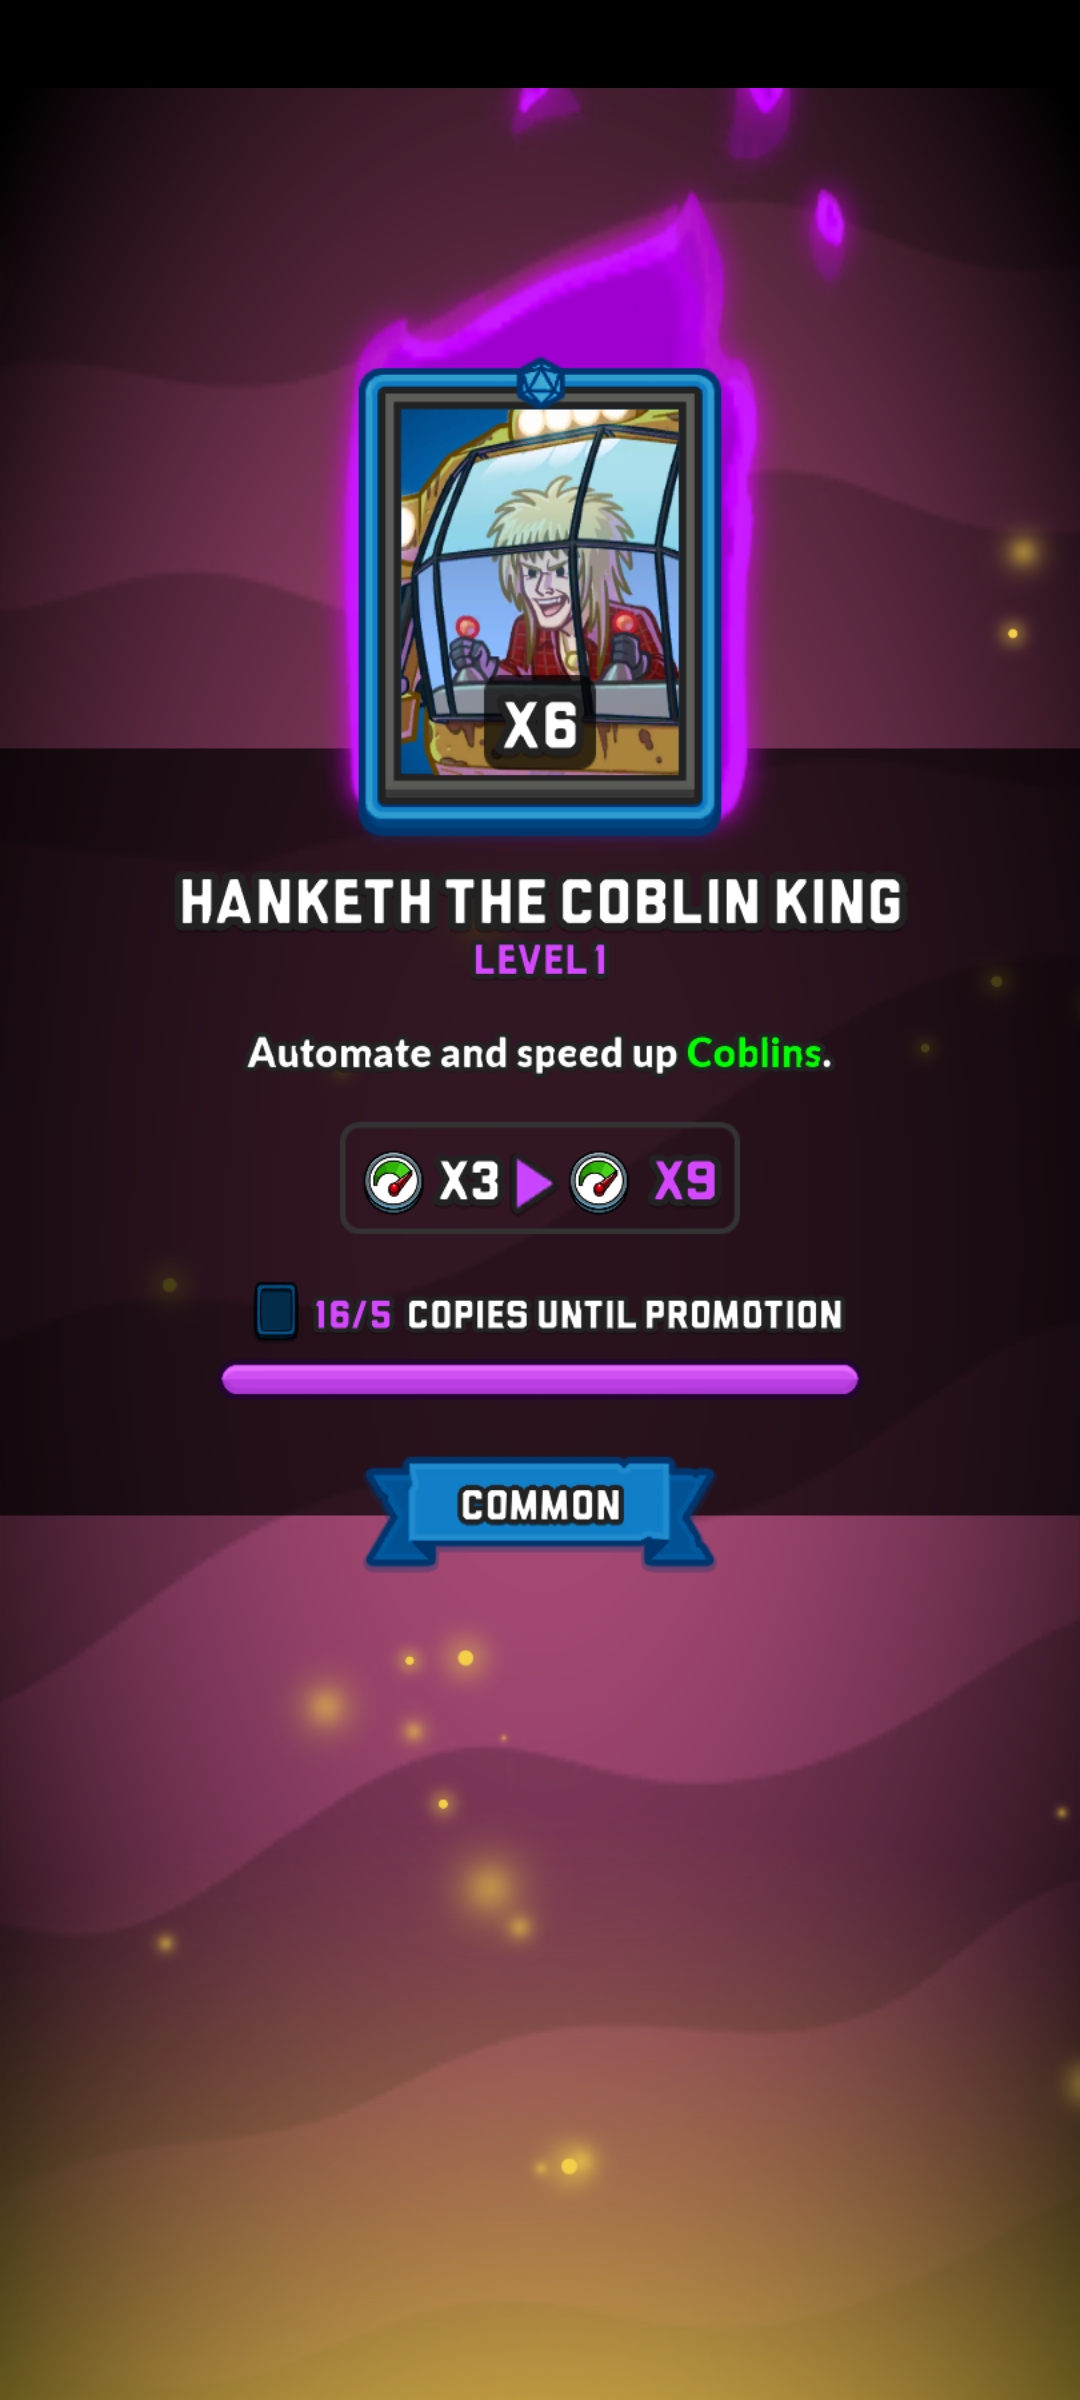 X6
HANKETH THE COBLIN KING
LEVEL 1
Automate and speed up Coblins.
X3 X9
16/5 COPIES UNTIL PROMOTION
COMMON